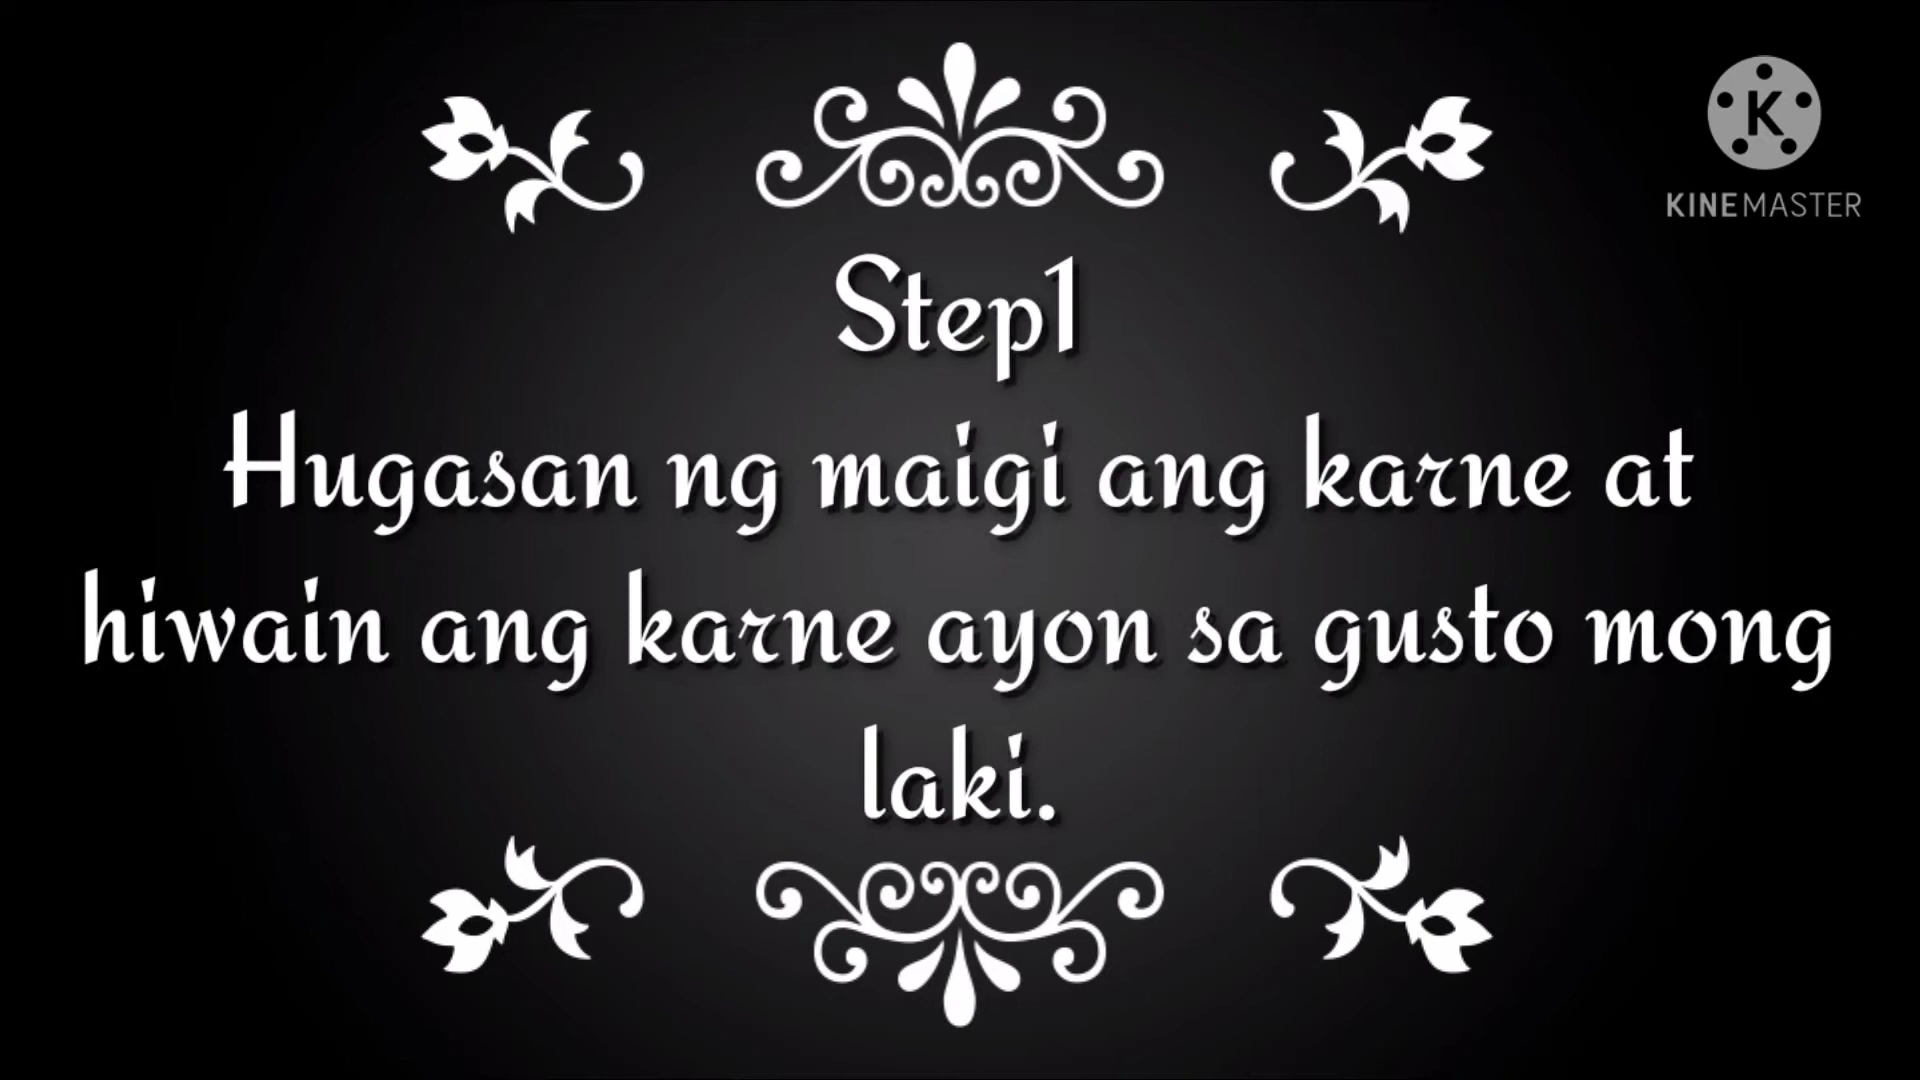 K
KINEMASTER
Step1
Hugasan ng maigi ang karne at
hiwain ang karne ayon sa gusto mong
laki.